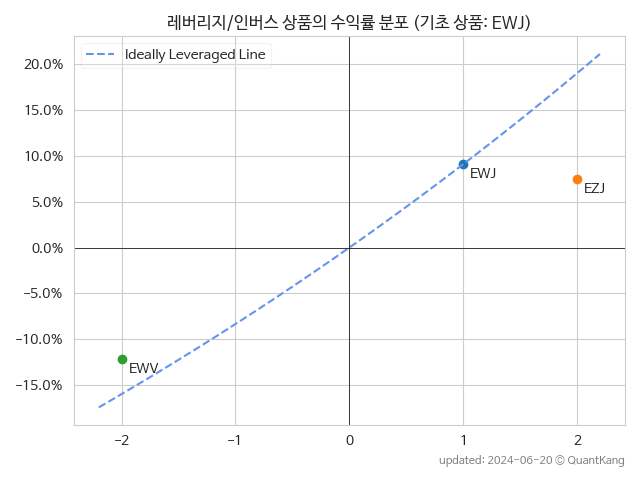 레버리지/인버스 상품의 수익률 분포 (기초 상품: EWJ)
Ideally Leveraged Line
20.0%
15.0%
10.0%
EWJ
EZJ
5.0%
0.0%
−5.0%
−10.0%
EWV
−15.0%
−2 −1 0 1 2
updated: 2024-06-20 © QuantKang